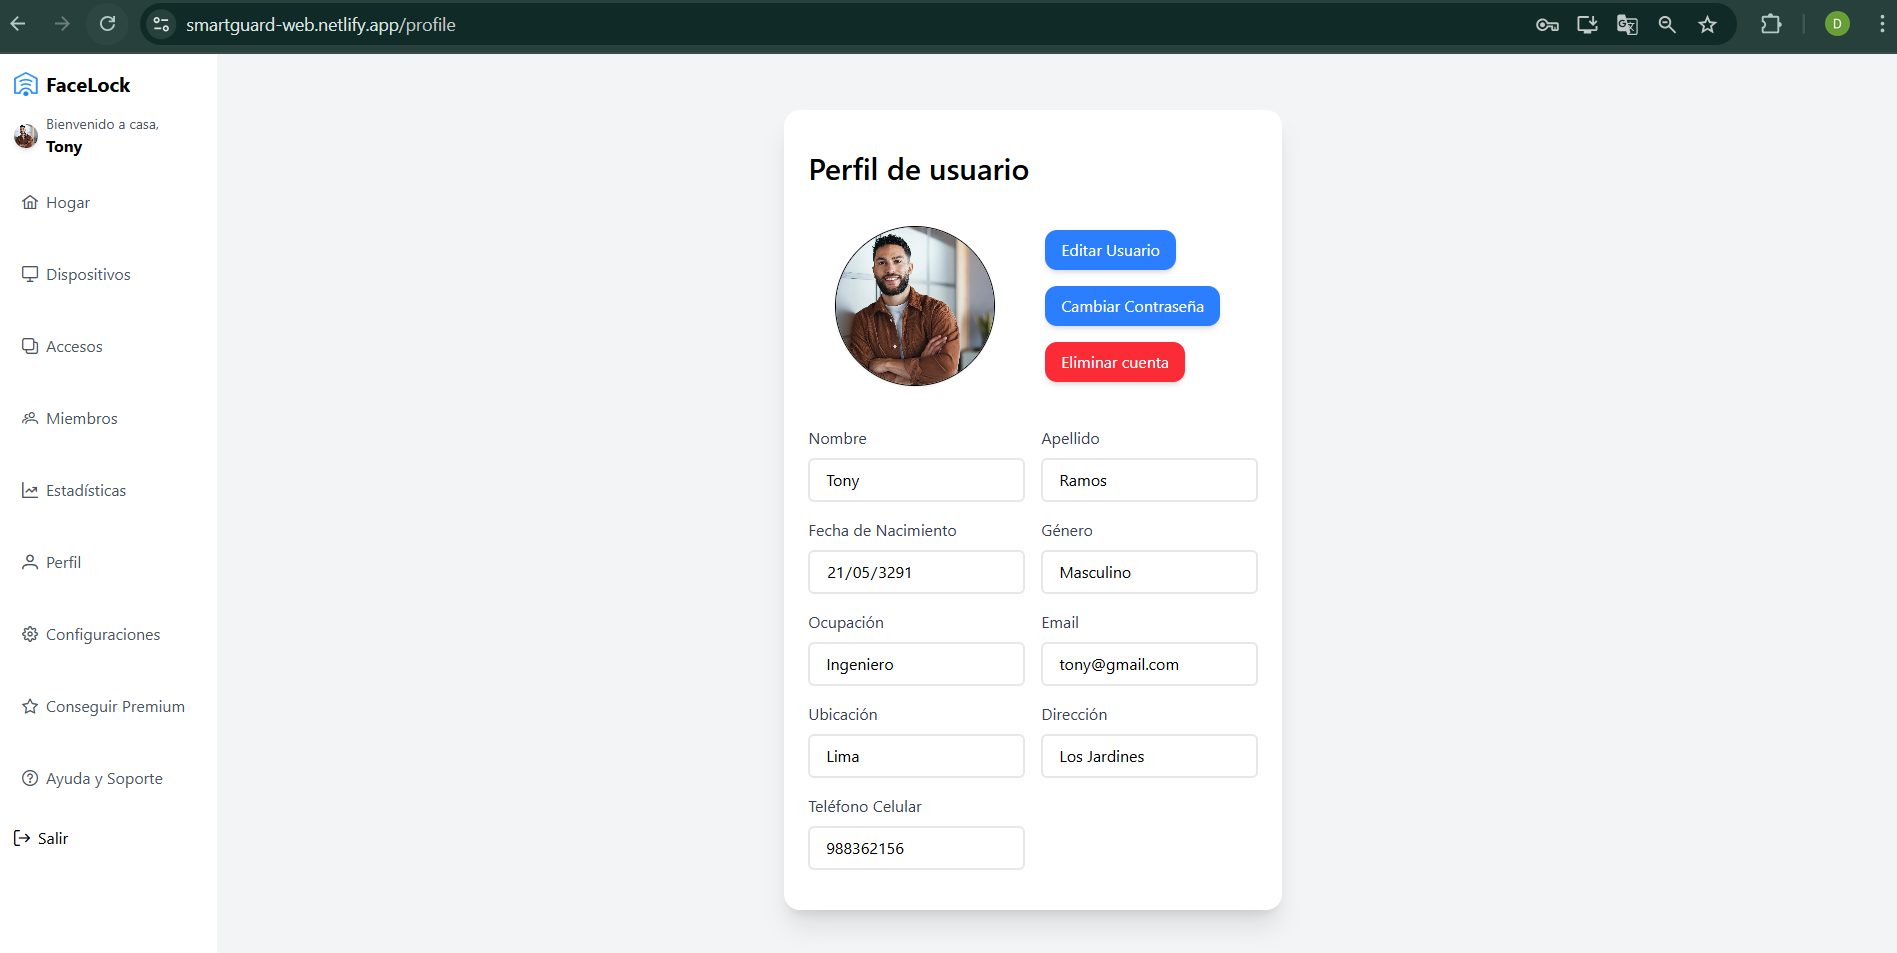 smartguard-web.netlify.app/profile
D
FaceLock
Bienvenido a casa,
Tony
Hogar
Dispositivos
Accesos
Miembros
Estadísticas
Perfil
Configuraciones
Conseguir Premium
Ayuda y Soporte
Salir
Perfil de usuario
Editar Usuario
Cambiar Contraseña
Eliminar cuenta
Nombre Apellido
Tony Ramos
Fecha de Nacimiento Género
21/05/3291 Masculino
Ocupación Email
Ingeniero tony@gmail.com
Ubicación Dirección
Lima Los Jardines
Teléfono Celular
988362156